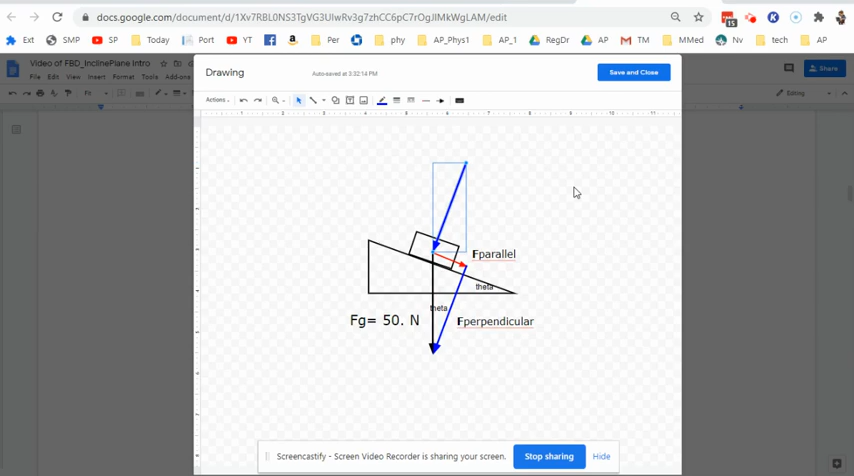 docs.google.com/document/d/1Xv7RBL0NS3TgVG3UIwRv3g7zhCC6pC7rOgJIMkWgLAM/edit
15
Ext SMP SP Today Port YT Per phy AP_Phys1 AP_1 RegDr AP TM MMed Nv tech AP
Video of FBD_InclinePlane Intro
File Edit View Insert Format Tools Add-ons
Share
Fit
Editing
Drawing
Auto-saved at 3:32:14 PM
Save and Close
Actions
Fparallel
theta
theta
Fg= 50. N
Fperpendicular
Screencastify - Screen Video Recorder is sharing your screen.
Stop sharing
Hide